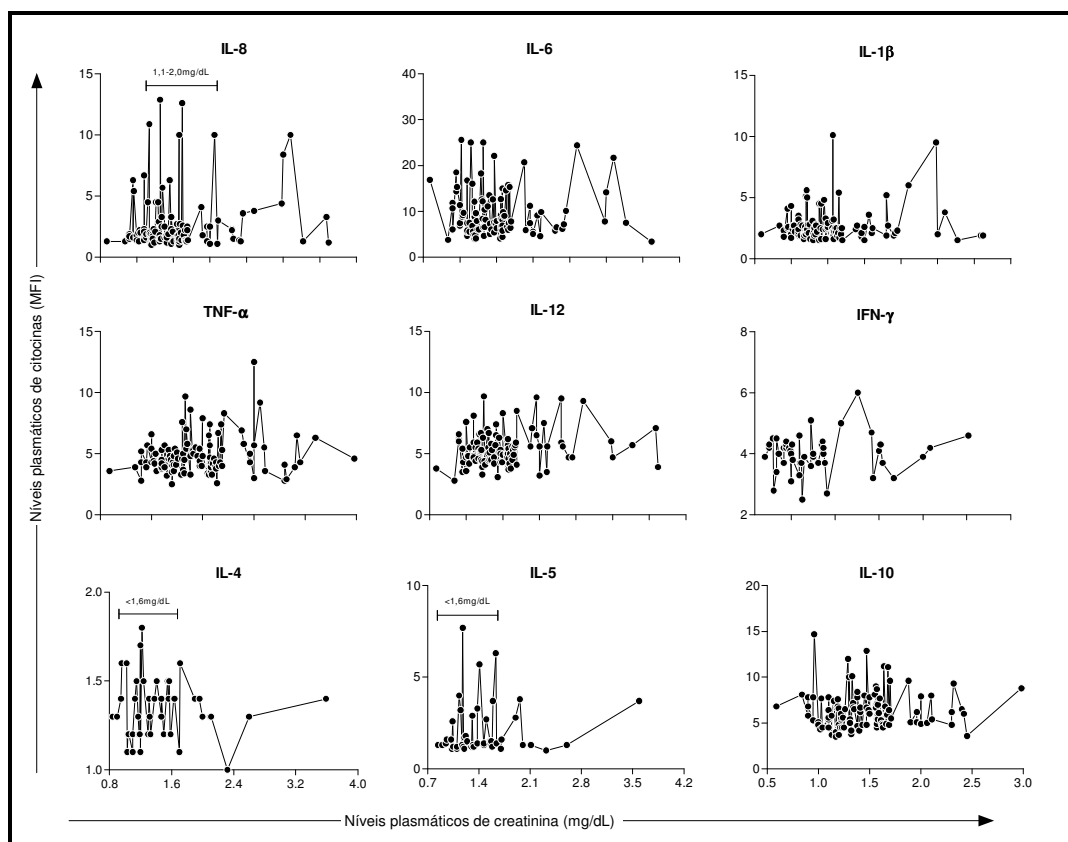 IL-8
IL-6
IL-1β
1,1-2,0mg/dL
15
10
5
0
40
30
20
10
0
15
10
5
0
TNF-α
IL-12
IFN-γ
15
10
5
0
15
10
5
0
8
6
4
2
IL-4
IL-5
IL-10
<1,6mg/dL
<1,6mg/dL
2.0
1.5
1.0
10
5
0
20
15
10
5
0
0.8 1.6 2.4 3.2 4.0
0.7 1.4 2.1 2.8 3.5 4.2
0.5 1.0 1.5 2.0 2.5 3.0
Níveis plasmáticos de citocinas (MFI)
Níveis plasmáticos de creatinina (mg/dL)